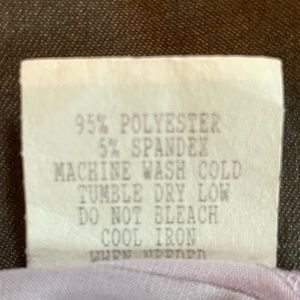 95% POLYESTER
5% SPANDEX
MACHINE WASH COLD
TUMBLE DRY LOW
DO NOT BLEACH
COOL IRON
WHEN NEEDED